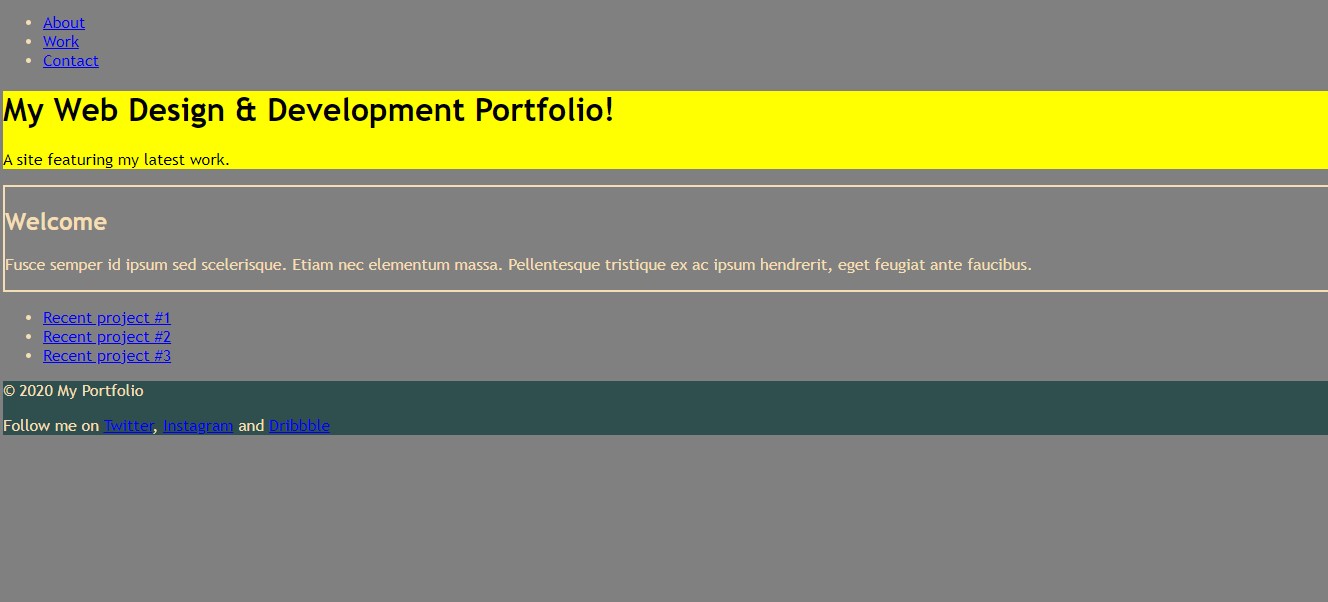 About
Work
Contact
My Web Design & Development Portfolio!
A site featuring my latest work.
Welcome
Fusce semper id ipsum sed scelerisque. Etiam nec elementum massa. Pellentesque tristique ex ac ipsum hendrerit, eget feugiat ante faucibus.
Recent project #1
Recent project #2
Recent project #3
© 2020 My Portfolio
Follow me on Twitter, Instagram and Dribbble